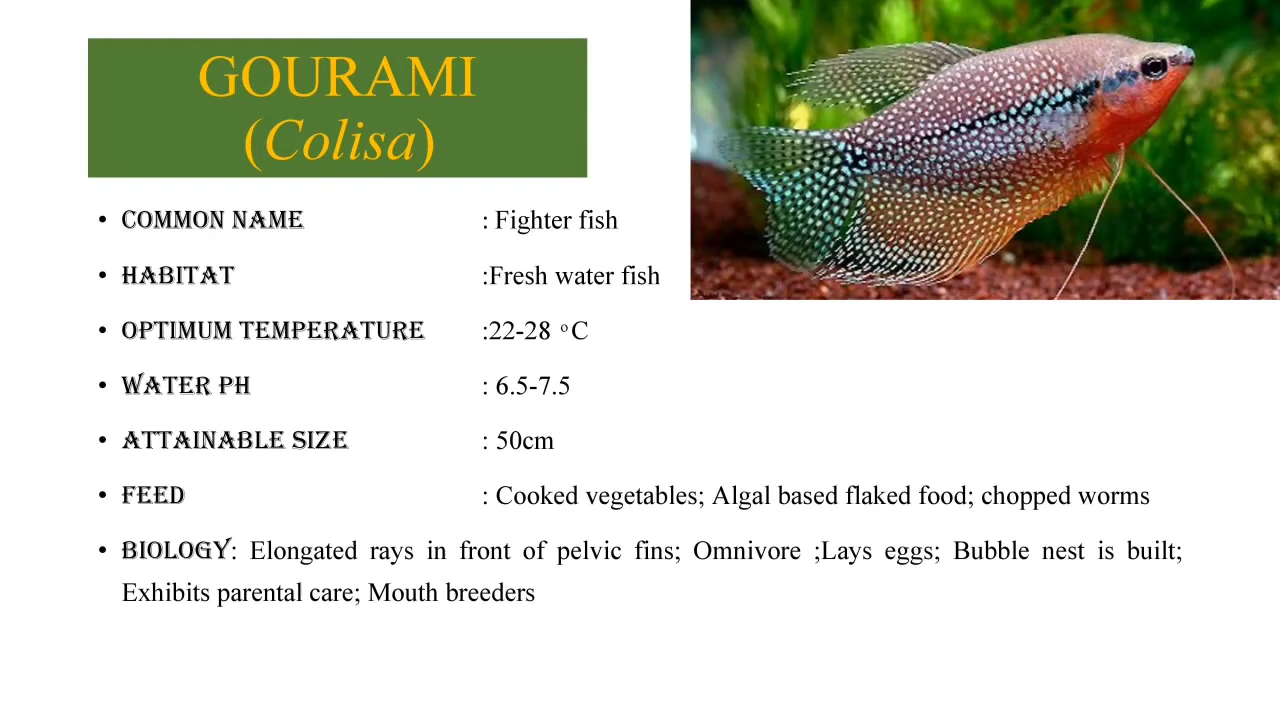 GOURAMI
(Colisa)
• COMMON NAME : Fighter fish
• HABITAT :Fresh water fish
• OPTIMUM TEMPERATURE :22-28 ᵒC
• WATER PH : 6.5-7.5
• ATTAINABLE SIZE : 50cm
• FEED : Cooked vegetables; Algal based flaked food; chopped worms
• BIOLOGY: Elongated rays in front of pelvic fins; Omnivore ;Lays eggs; Bubble nest is built;
Exhibits parental care; Mouth breeders